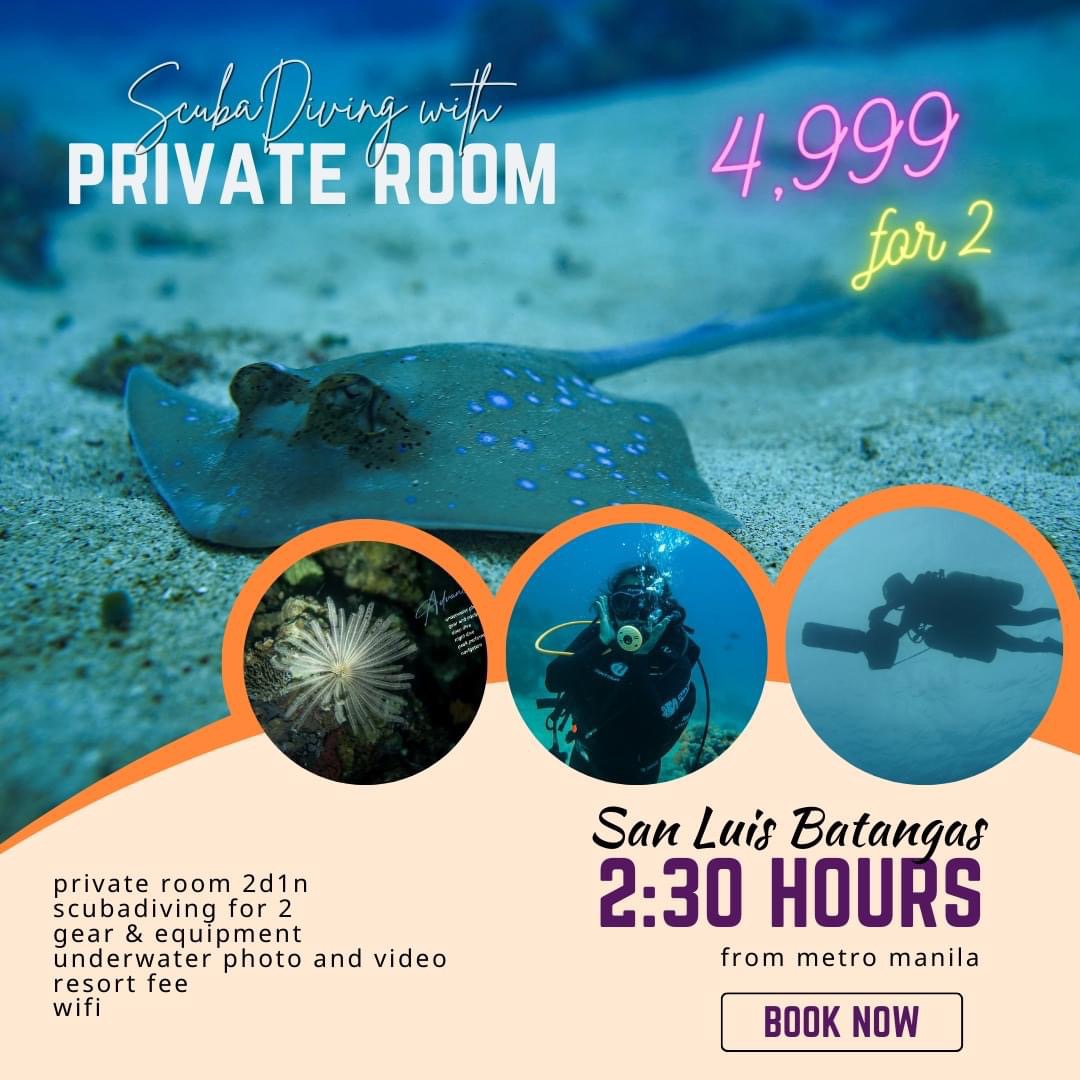 ScubaDiving with
PRIVATE ROOM
4,999
for 2
San Luis Batangas
2:30 HOURS
from metro manila
private room 2d1n
scubadiving for 2
gear & equipment
underwater photo and video
resort fee
wifi
BOOK NOW